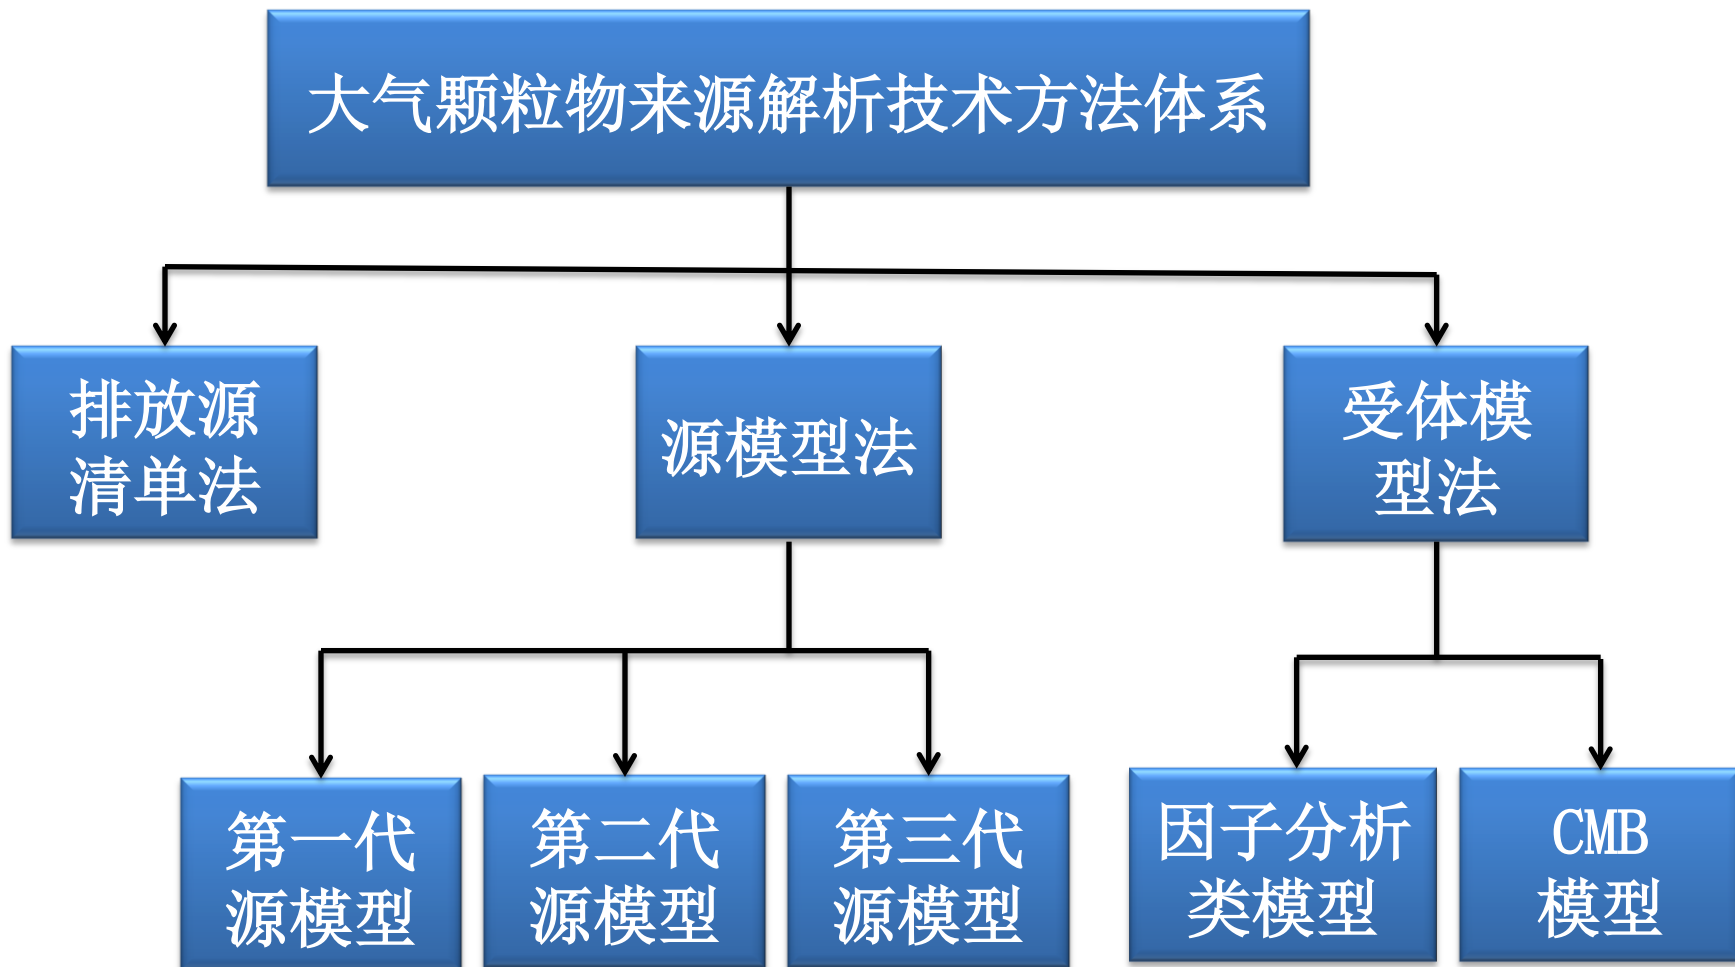 大气颗粒物来源解析技术方法体系
排放源
清单法
源模型法
受体模
型法
第一代
源模型
第二代
源模型
第三代
源模型
因子分析
类模型
CMB
模型